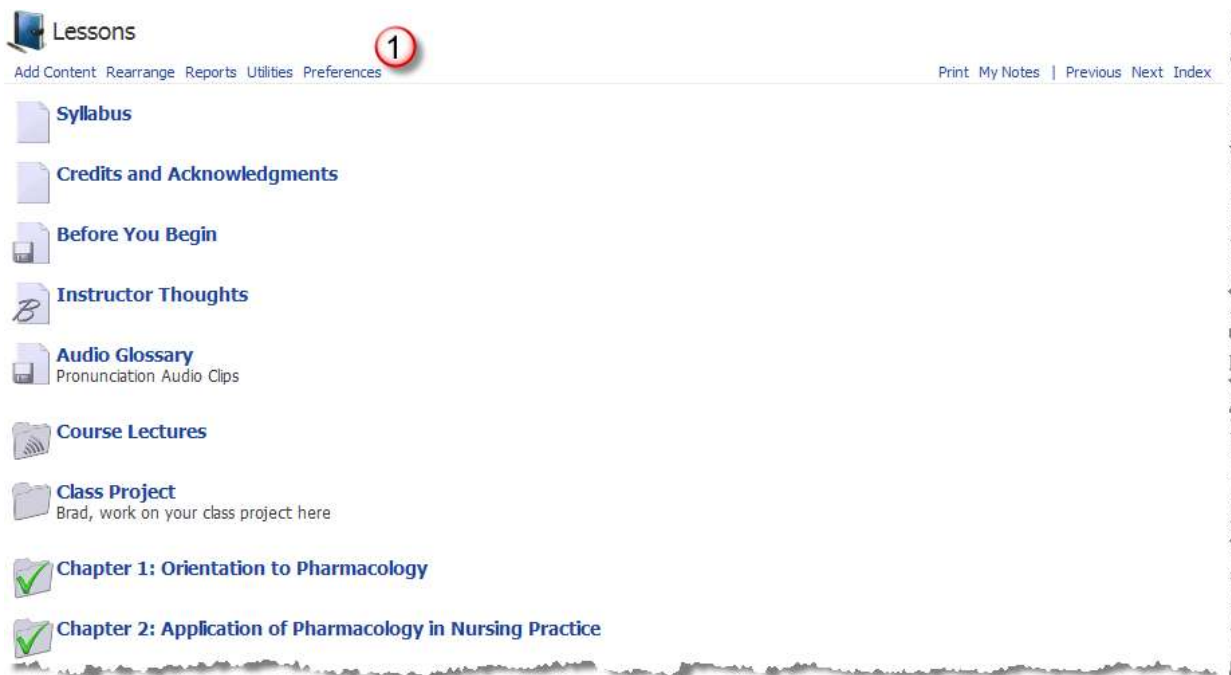 Lessons
1
Add Content Rearrange Reports Utilities Preferences
Print My Notes | Previous Next Index
Syllabus
Credits and Acknowledgments
Before You Begin
B
Instructor Thoughts
Audio Glossary
Pronunciation Audio Clips
Course Lectures
Class Project
Brad, work on your class project here
Chapter 1: Orientation to Pharmacology
Chapter 2: Application of Pharmacology in Nursing Practice